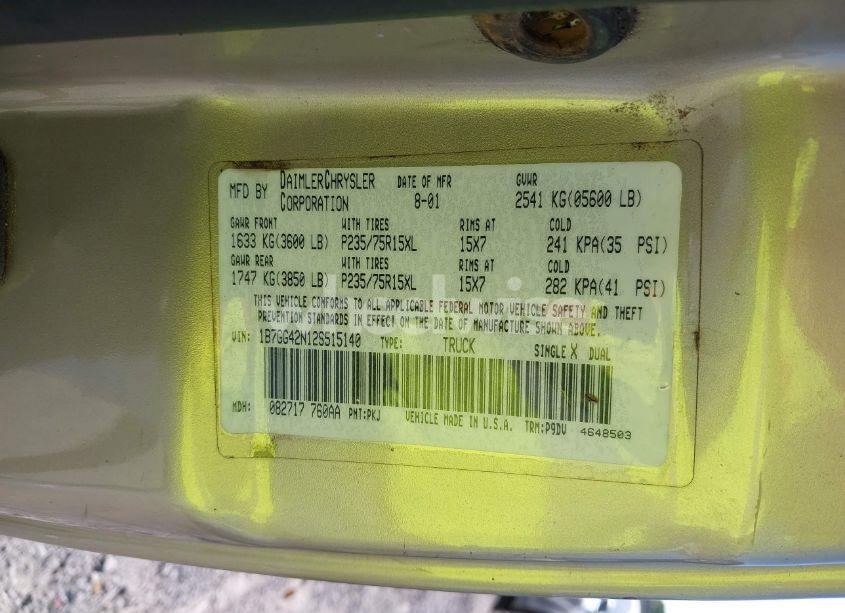 MFD BY DAIMLERCHRYSLER CORPORATION DATE OF MFR 8-01 GVWR 2541 KG(05600 LB)
GAWR FRONT WITH TIRES RIMS AT COLD
1633 KG(3600 LB) P235/75R15XL 15X7 241 KPA(35 PSI)
GAWR REAR WITH TIRES RIMS AT COLD
1747 KG(3850 LB) P235/75R15XL 15X7 282 KPA(41 PSI)
THIS VEHICLE CONFORMS TO ALL APPLICABLE FEDERAL MOTOR VEHICLE SAFETY AND THEFT
PREVENTION STANDARDS IN EFFECT ON THE DATE OF MANUFACTURE SHOWN ABOVE.
VIN: 1B7GG42N12S515140 TYPE: TRUCK SINGLE X DUAL
MDH: 082717 760AA PNT:PKJ VEHICLE MADE IN U.S.A. TRM:P9DV 4648503